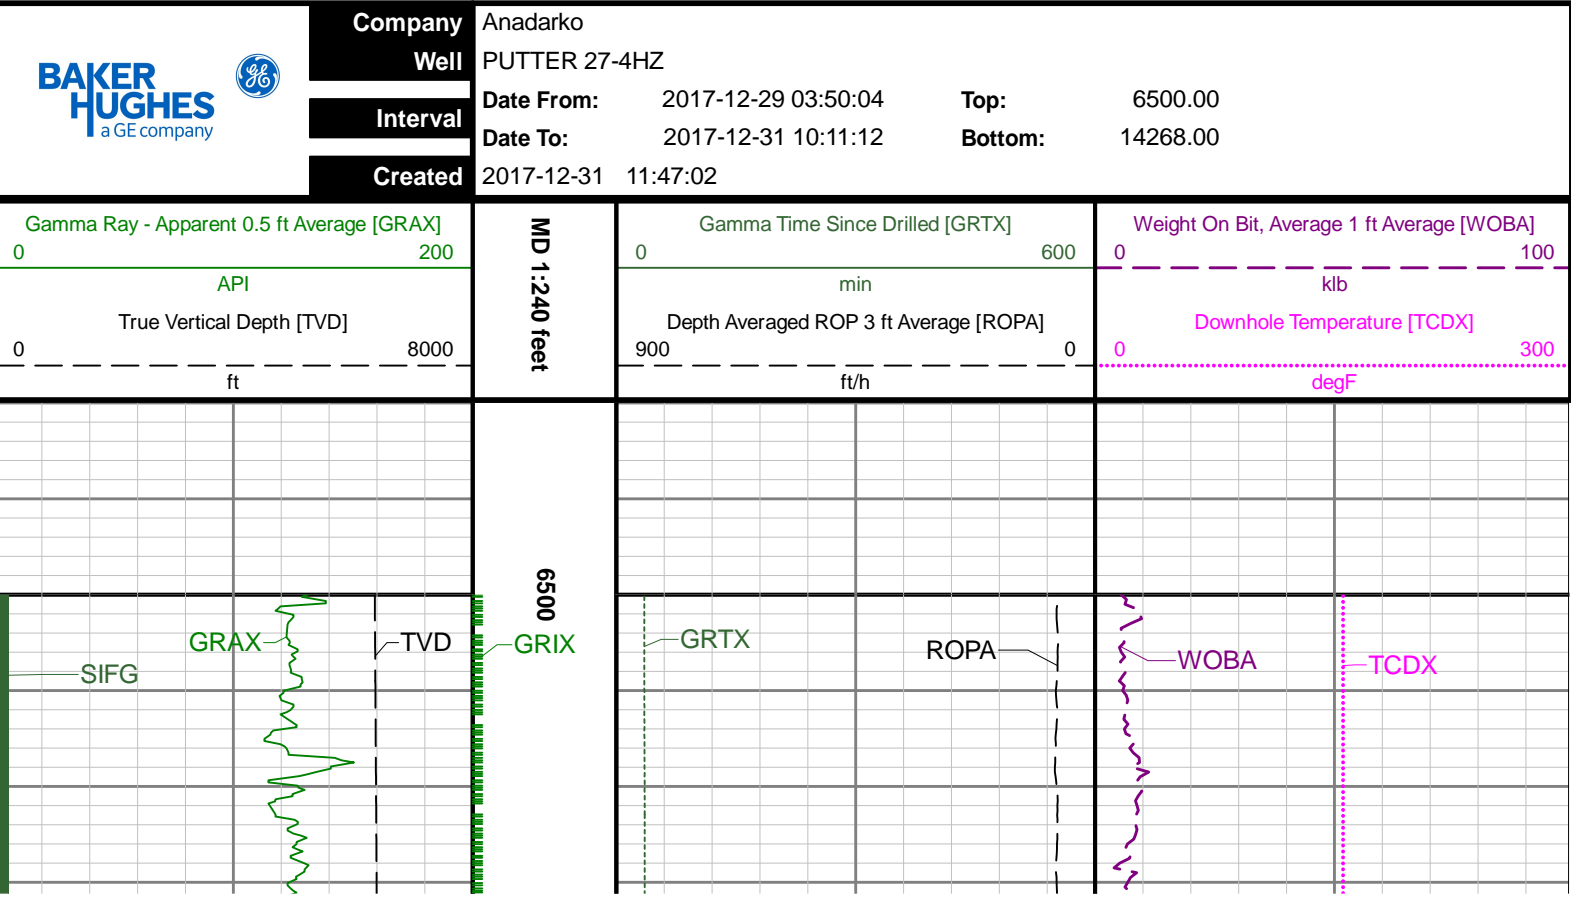 BAKER
HUGHES
a GE company
GE
Company Anadarko
Well PUTTER 27-4HZ
Interval
Date From: 2017-12-29 03:50:04 Top: 6500.00
Date To: 2017-12-31 10:11:12 Bottom: 14268.00
Created 2017-12-31 11:47:02
Gamma Ray - Apparent 0.5 ft Average [GRAX]
0 200
API
True Vertical Depth [TVD]
0 8000
ft
MD 1:240 feet
Gamma Time Since Drilled [GRTX]
0 600
min
Depth Averaged ROP 3 ft Average [ROPA]
900 0
ft/h
Weight On Bit, Average 1 ft Average [WOBA]
0 100
klb
Downhole Temperature [TCDX]
0 300
degF
6500
SIFG
GRAX
TVD
GRIX
GRTX
ROPA
WOBA
TCDX